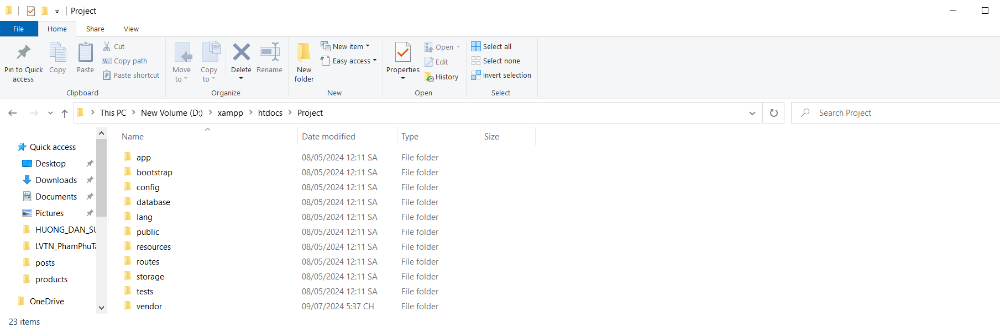 Project
File Home Share View
Pin to Quick access
Copy
Paste
Cut
Copy path
Paste shortcut
Clipboard
Move to
Copy to
Delete
Rename
Organize
New folder
New item
Easy access
New
Properties
Open
Edit
History
Open
Select all
Select none
Invert selection
Select
This PC > New Volume (D:) > xampp > htdocs > Project
Search Project
Quick access
Desktop
Downloads
Documents
Pictures
HUONG_DAN_SU
LVTN_PhamPhuTa
posts
products
OneDrive
Name Date modified Type Size
app 08/05/2024 12:11 SA File folder
bootstrap 08/05/2024 12:11 SA File folder
config 08/05/2024 12:11 SA File folder
database 08/05/2024 12:11 SA File folder
lang 08/05/2024 12:11 SA File folder
public 08/05/2024 12:11 SA File folder
resources 08/05/2024 12:11 SA File folder
routes 08/05/2024 12:11 SA File folder
storage 08/05/2024 12:11 SA File folder
tests 08/05/2024 12:11 SA File folder
vendor 09/07/2024 5:37 CH File folder
23 items